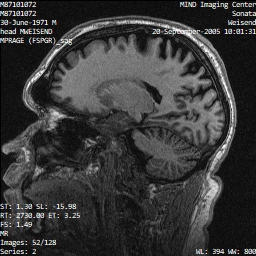 M87101072
M87101072
30-June-1971 M
head MWEISEND
MPRAGE (FSPGR)_sag
MIND Imaging Center
Sonata
Weisend
20-September-2005 10:01:31
ST: 1.30 SL: -15.98
RT: 2730.00 ET: 3.25
FS: 1.49
MR
Images: 52/128
Series: 2
WL: 394 WW: 800